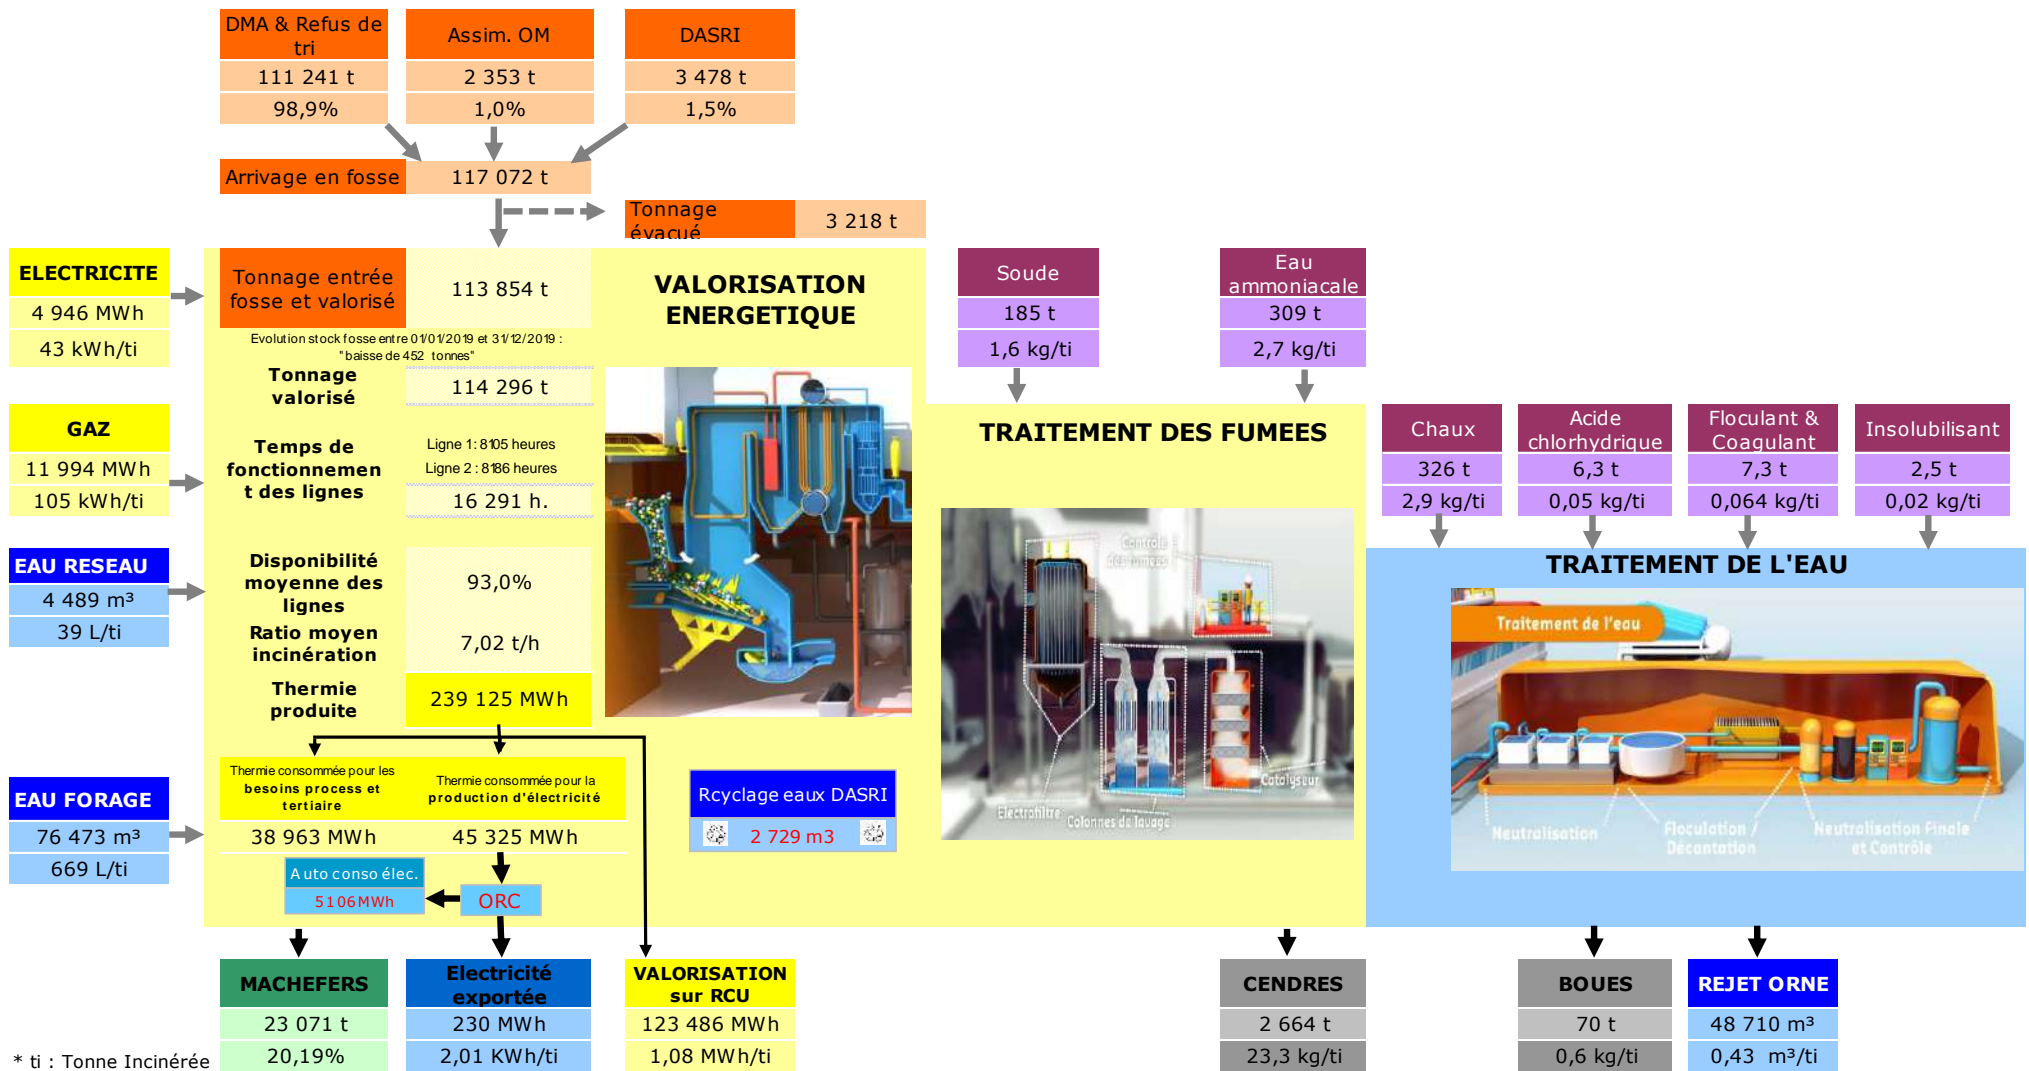 DMA & Refus de
tri
111 241 t
98,9%
Assim. OM
2 353 t
1,0%
DASRI
3 478 t
1,5%
Arrivage en fosse
117 072 t
Tonnage
évacué
3 218 t
ELECTRICITE
4 946 MWh
43 kWh/ti
GAZ
11 994 MWh
105 kWh/ti
EAU RESEAU
4 489 m³
39 L/ti
EAU FORAGE
76 473 m³
669 L/ti
Tonnage entrée
fosse et valorisé
113 854 t
VALORISATION
ENERGETIQUE
Evolution stock fosse entre 01/01/2019 et 31/12/2019 :
"baisse de 452 tonnes"
Tonnage
valorisé
114 296 t
Temps de
fonctionnemen
t des lignes
Ligne 1 : 8105 heures
Ligne 2 : 8186 heures
16 291 h.
Disponibilité
moyenne des
lignes
93,0%
Ratio moyen
incinération
7,02 t/h
Thermie
produite
239 125 MWh
Thermie consommée pour les
besoins process et
tertiaire
38 963 MWh
Thermie consommée pour la
production d'électricité
45 325 MWh
Auto conso élec.
5106MWh
ORC
Rcyclage eaux DASRI
2 729 m3
Soude
185 t
1,6 kg/ti
Eau
ammoniacale
309 t
2,7 kg/ti
TRAITEMENT DES FUMEES
Contrôle
des fumées
Electrofiltre
Colonnes de lavage
Catalyseur
Chaux
326 t
2,9 kg/ti
Acide
chlorhydrique
6,3 t
0,05 kg/ti
Floculant &
Coagulant
7,3 t
0,064 kg/ti
Insolubilisant
2,5 t
0,02 kg/ti
TRAITEMENT DE L'EAU
Traitement de l'eau
Neutralisation
Floculation /
Décantation
Neutralisation Finale
et Contrôle
MACHEFERS
23 071 t
20,19%
Electricité
exportée
230 MWh
2,01 KWh/ti
VALORISATION
sur RCU
123 486 MWh
1,08 MWh/ti
CENDRES
2 664 t
23,3 kg/ti
BOUES
70 t
0,6 kg/ti
REJET ORNE
48 710 m³
0,43 m³/ti
* ti : Tonne Incinérée